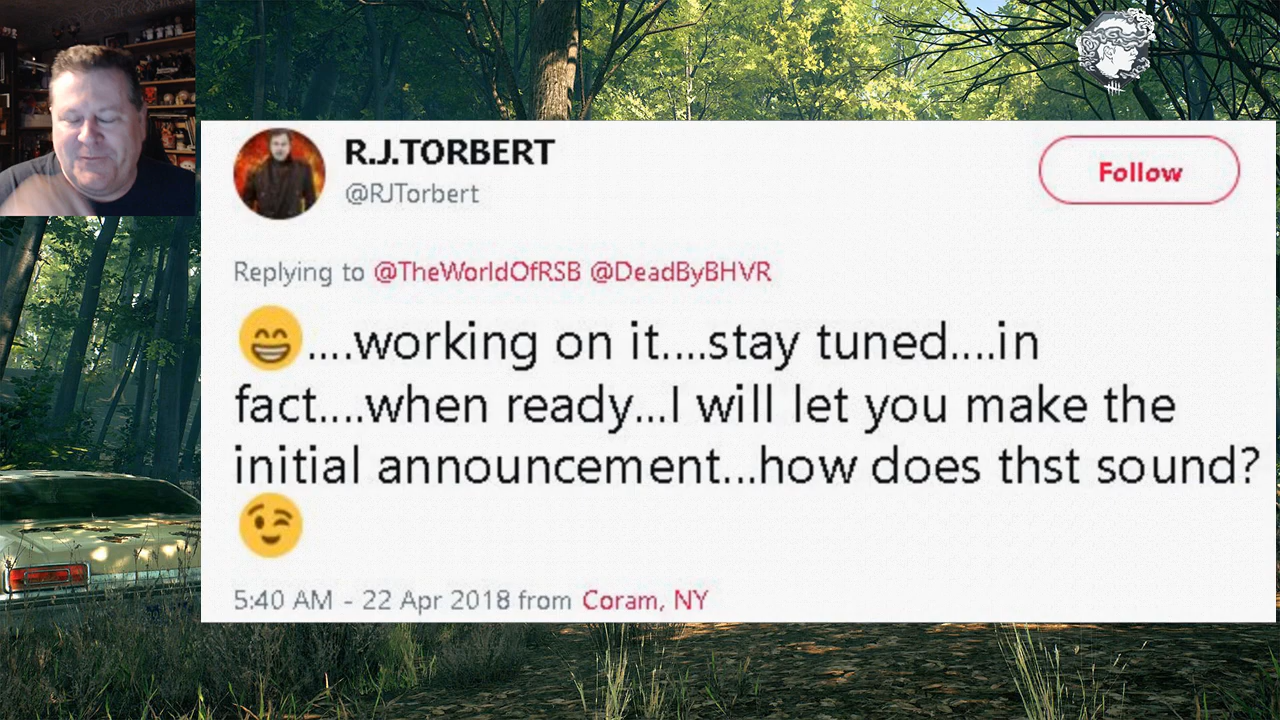 R.J.TORBERT
@RJTorbert
Follow
Replying to @TheWorldOfRSB @DeadByBHVR
😁....working on it....stay tuned....in
fact....when ready...I will let you make the
initial announcement...how does thst sound?
😉
5:40 AM - 22 Apr 2018 from Coram, NY